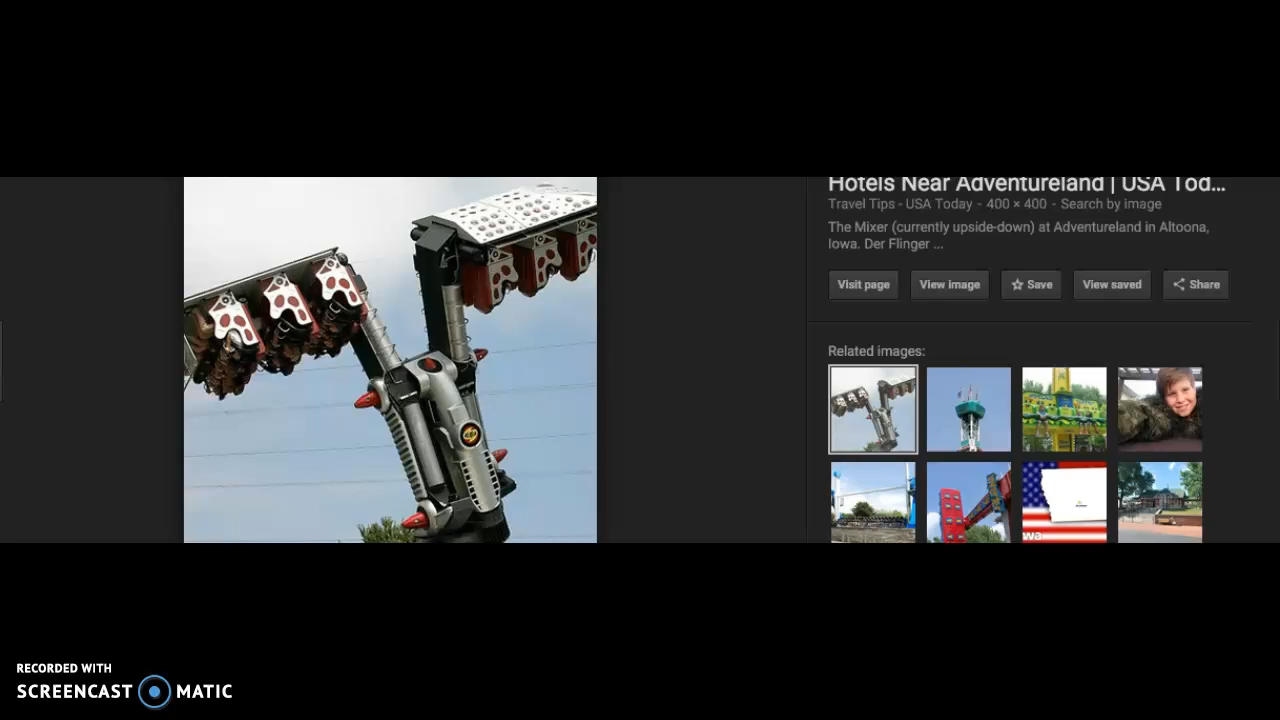 Hotels Near Adventureland | USA Tod...
Travel Tips - USA Today - 400 × 400 - Search by image
The Mixer (currently upside-down) at Adventureland in Altoona,
Iowa. Der Flinger ...
Visit page
View image
Save
View saved
Share
Related images:
wa
RECORDED WITH
SCREENCAST MATIC